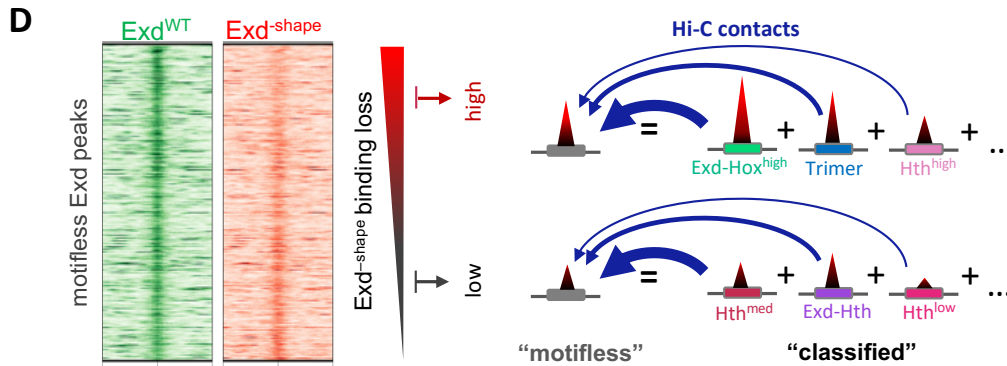 D
Exd^WT
Exd^-shape
motifless Exd peaks
Exd^-shape binding loss
high
low
Hi-C contacts
= + + + ...
Exd-Hox^high Trimer Hth^high
= + + + ...
Hth^med Exd-Hth Hth^low
“motifless” “classified”